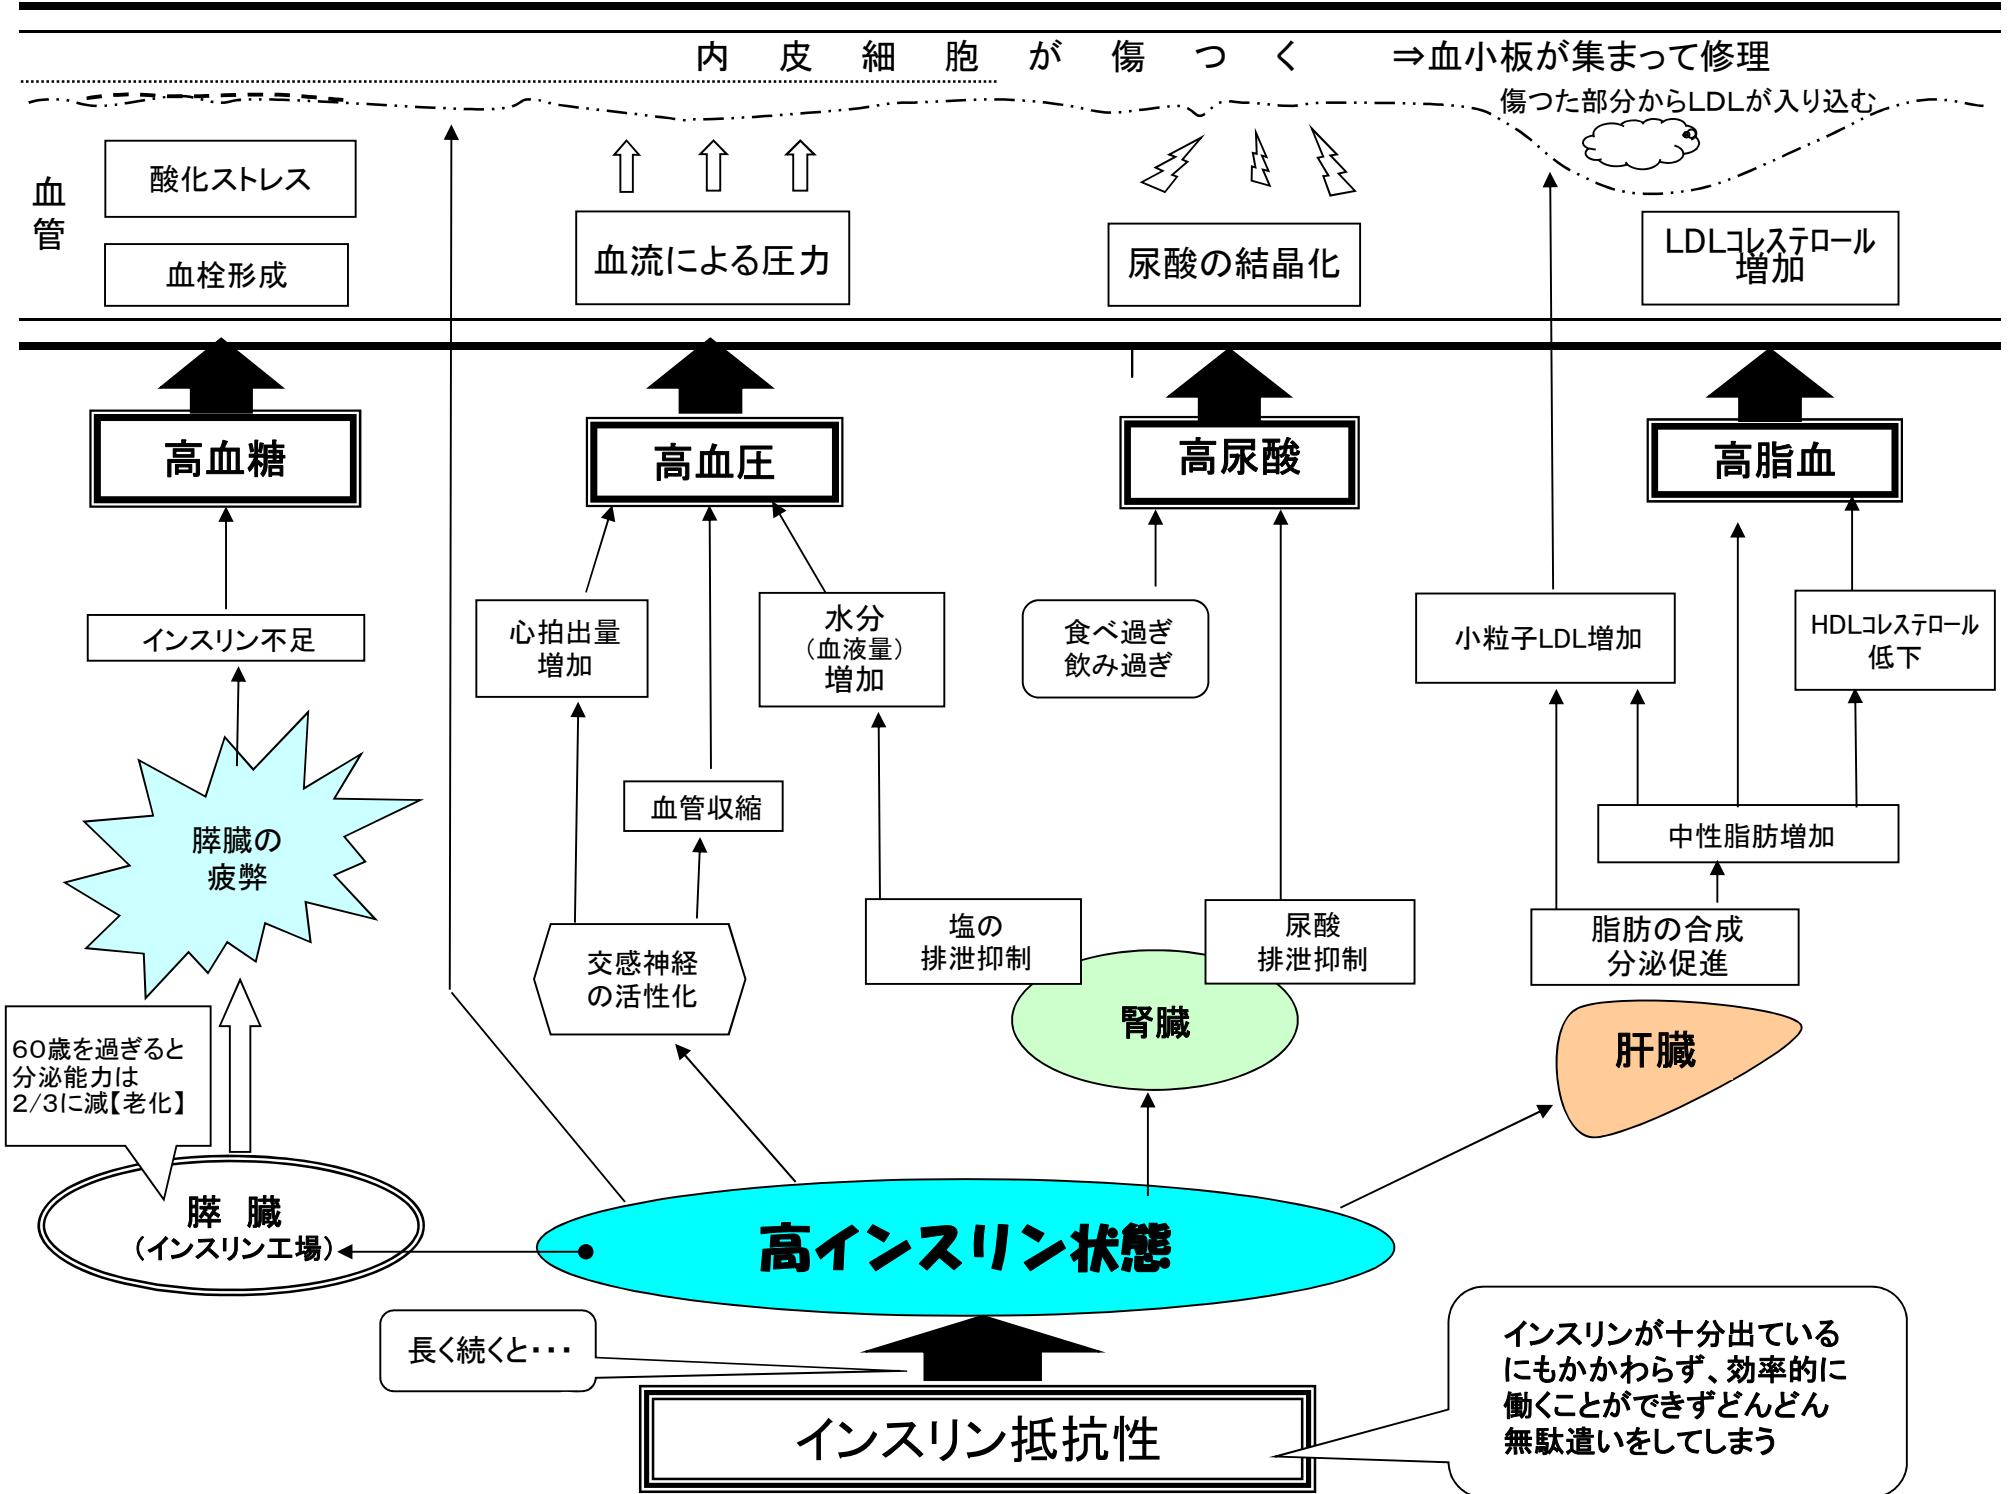 内皮細胞が傷つく ⇒血小板が集まって修理
傷つた部分からLDLが入り込む
血
管
酸化ストレス
血栓形成
血流による圧力
尿酸の結晶化
LDLコレステロール
増加
高血糖
高血圧
高尿酸
高脂血
インスリン不足
心拍出量
増加
水分
（血液量）
増加
食べ過ぎ
飲み過ぎ
小粒子LDL増加
HDLコレステロール
低下
膵臓の
疲弊
血管収縮
中性脂肪増加
交感神経
の活性化
塩の
排泄抑制
尿酸
排泄抑制
脂肪の合成
分泌促進
腎臓
肝臓
60歳を過ぎると
分泌能力は
2/3に減【老化】
膵 臓
（インスリン工場）
高インスリン状態
長く続くと・・・
インスリン抵抗性
インスリンが十分出ている
にもかかわらず、効率的に
働くことができずどんどん
無駄遣いをしてしまう